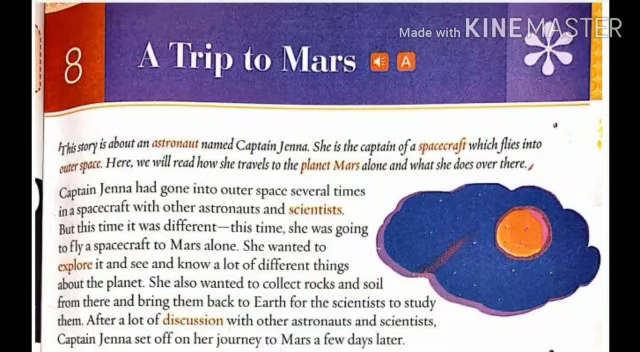 Made with KINEMASTER
8
A Trip to Mars A
This story is about an astronaut named Captain Jenna. She is the captain of a spacecraft which flies into
outer space. Here, we will read how she travels to the planet Mars alone and what she does over there.
Captain Jenna had gone into outer space several times
in a spacecraft with other astronauts and scientists.
But this time it was different—this time, she was going
to fly a spacecraft to Mars alone. She wanted to
explore it and see and know a lot of different things
about the planet. She also wanted to collect rocks and soil
from there and bring them back to Earth for the scientists to study
them. After a lot of discussion with other astronauts and scientists,
Captain Jenna set off on her journey to Mars a few days later.